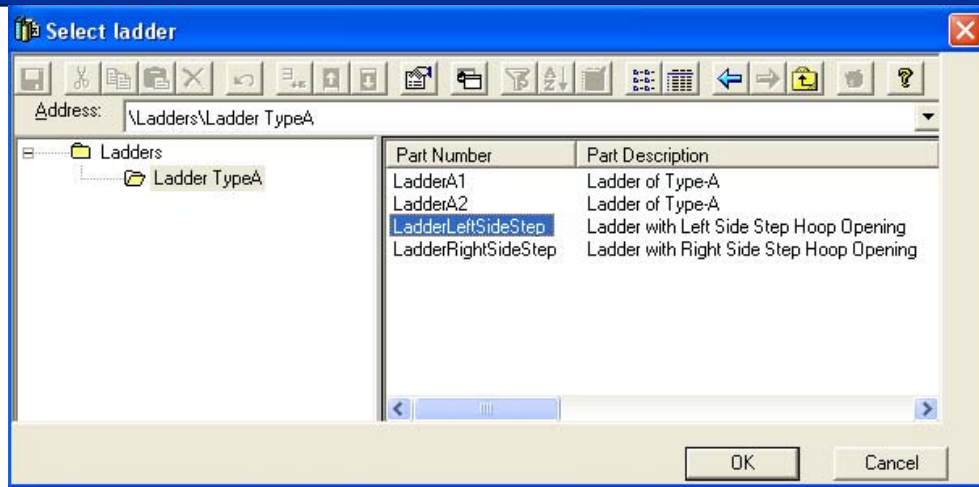 Select ladder
Address: \Ladders\Ladder TypeA
Ladders
Ladder TypeA
Part Number Part Description
LadderA1 Ladder of Type-A
LadderA2 Ladder of Type-A
LadderLeftSideStep Ladder with Left Side Step Hoop Opening
LadderRightSideStep Ladder with Right Side Step Hoop Opening
OK Cancel